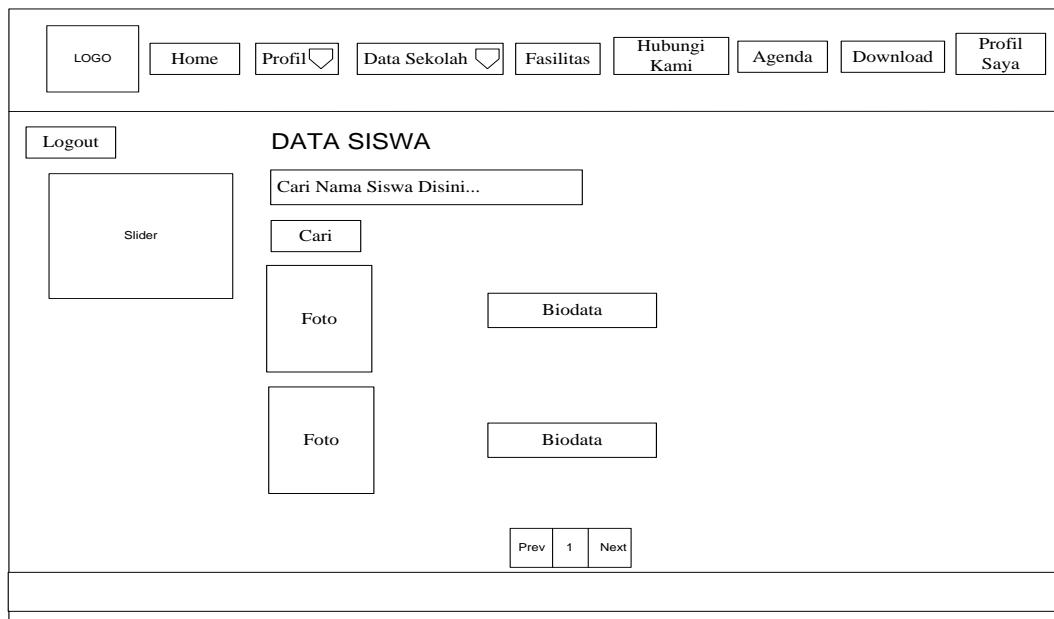 LOGO
Home
Profil
Data Sekolah
Fasilitas
Hubungi
Kami
Agenda
Download
Profil
Saya
Logout
DATA SISWA
Cari Nama Siswa Disini...
Slider
Cari
Foto
Biodata
Foto
Biodata
Prev 1 Next